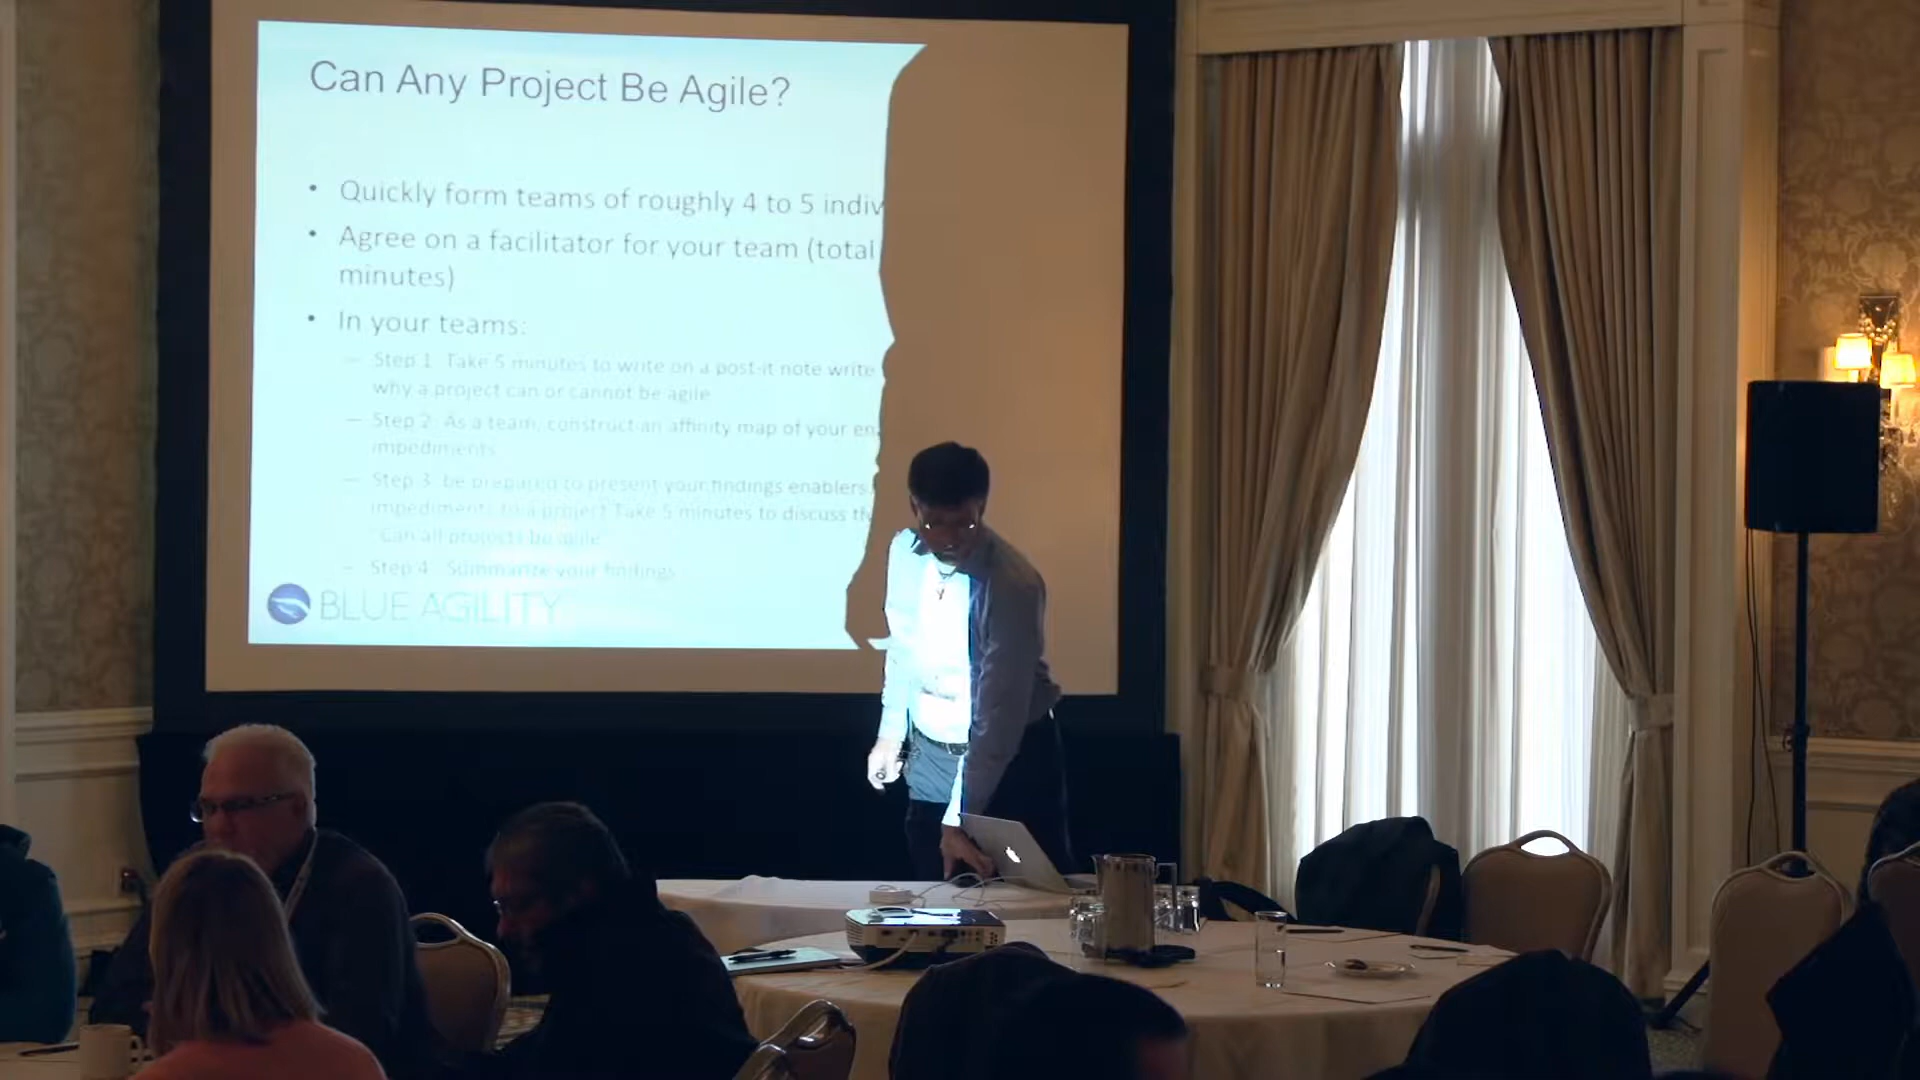 Can Any Project Be Agile?
• Quickly form teams of roughly 4 to 5 indiv
• Agree on a facilitator for your team (total
minutes)
• In your teams:
– Step 1: Take 5 minutes to write on a post-it note write
why a project can or cannot be agile
– Step 2: As a team, construct an affinity map of your en
impediments
– Step 3: be prepared to present your findings enablers
impediments to a project Take 5 minutes to discuss th
"Can all projects be agile"
– Step 4: Summarize your findings
BLUE AGILITY